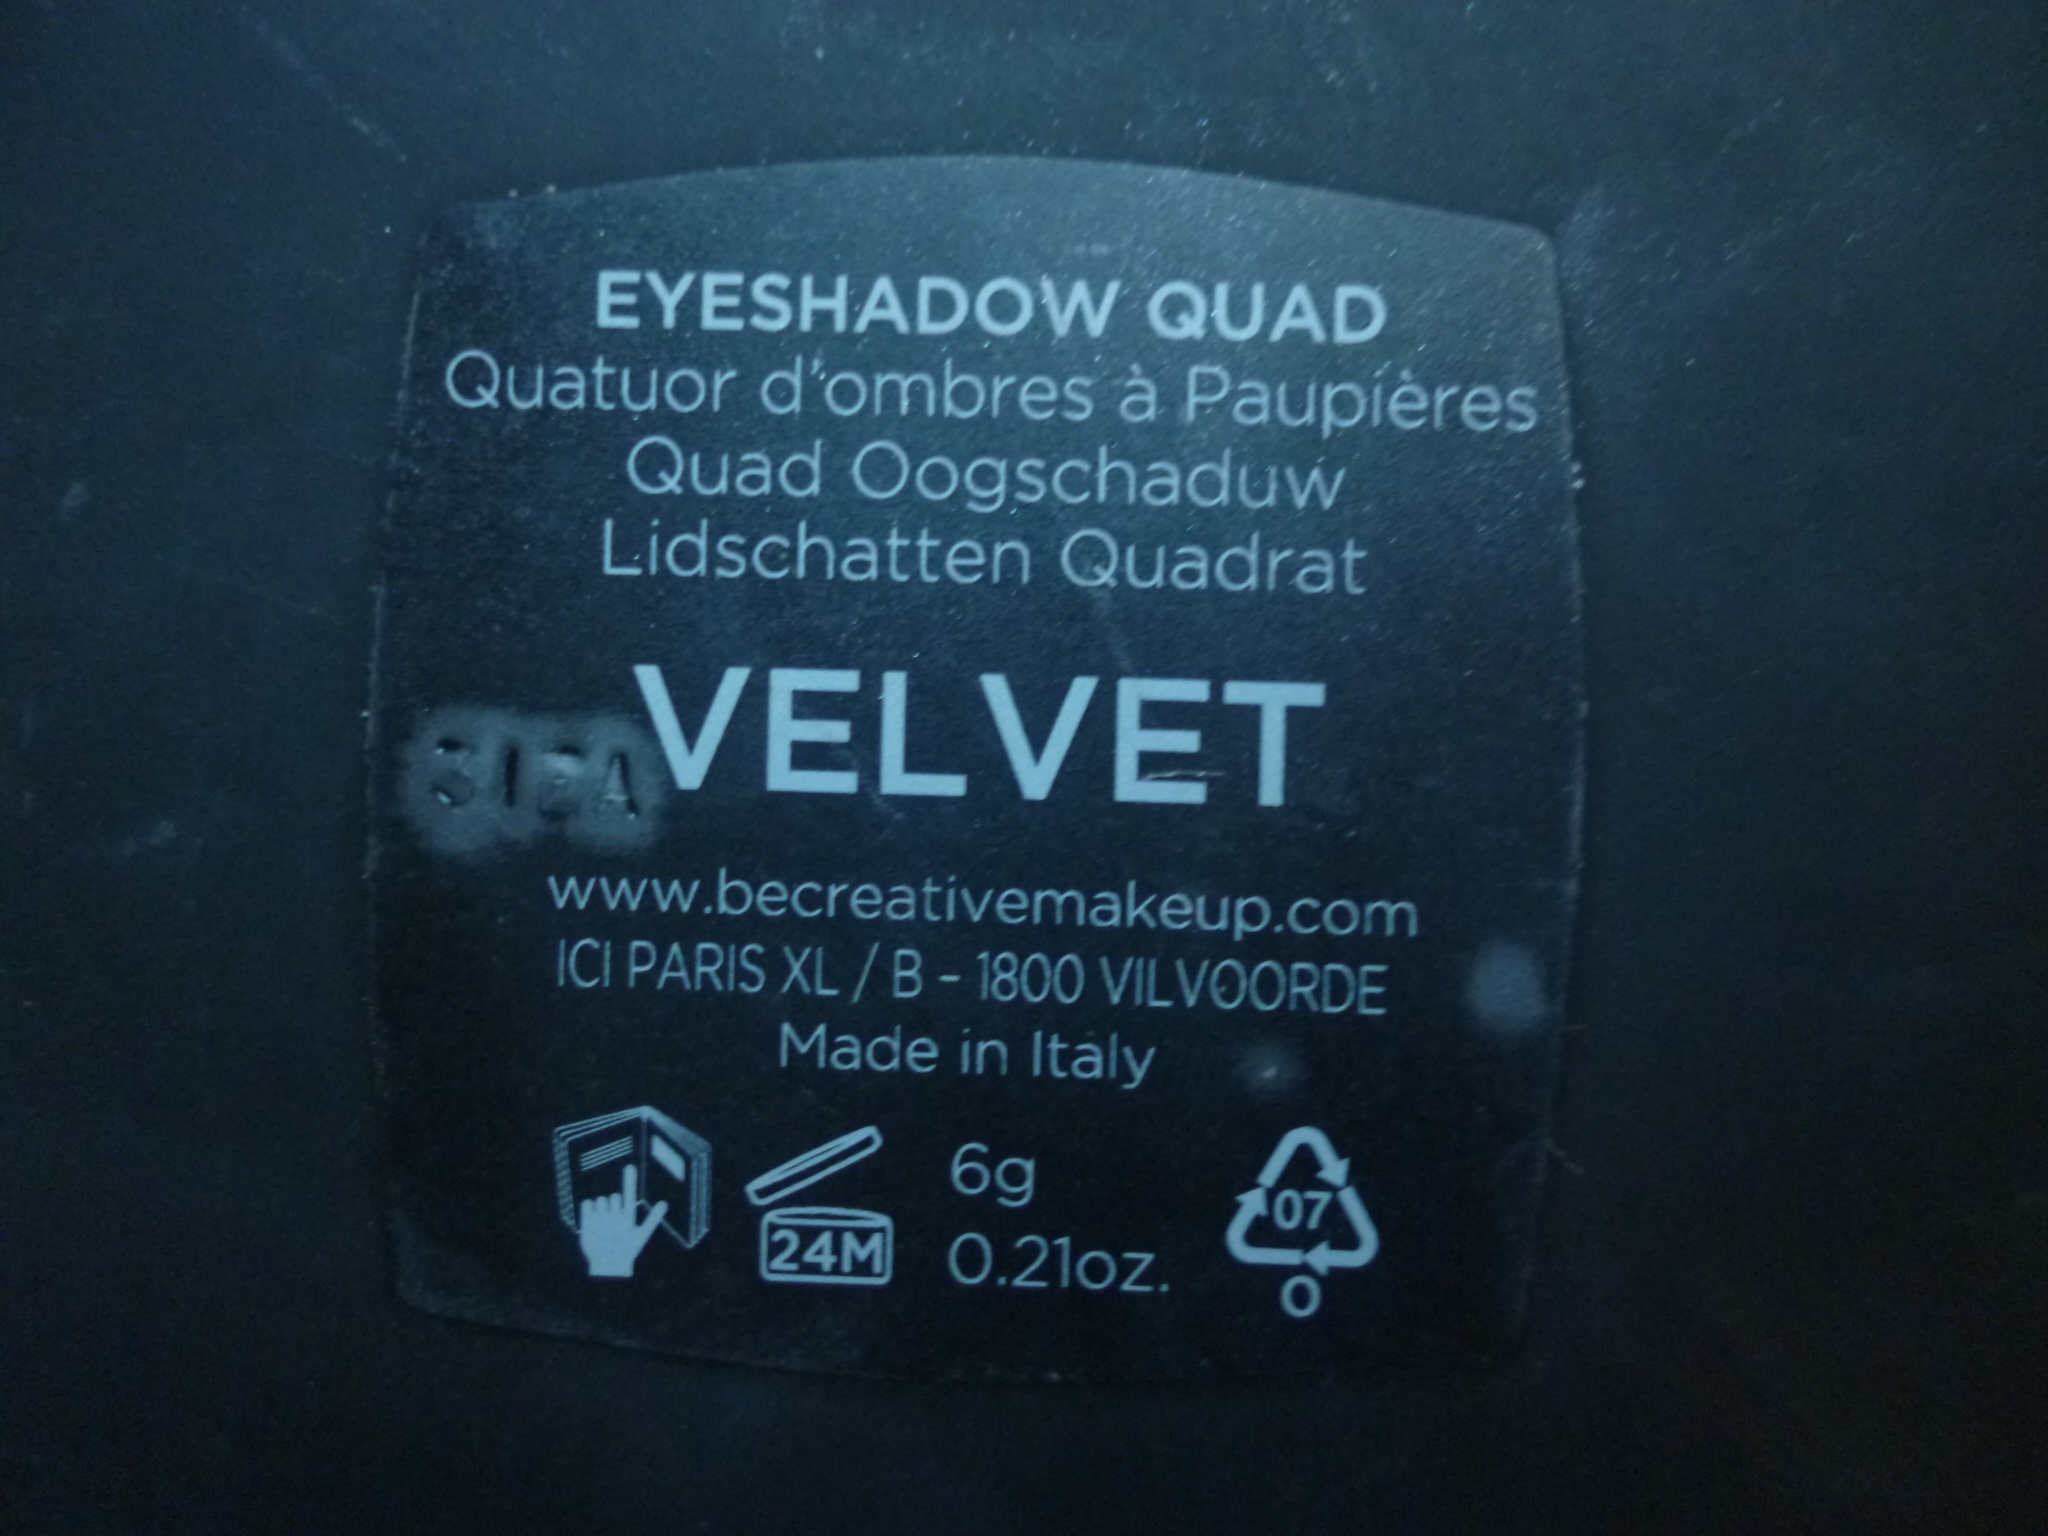 EYESHADOW QUAD
Quatuor d'ombres à Paupières
Quad Oogschaduw
Lidschatten Quadrat
VELVET
www.becreativemakeup.com
ICI PARIS XL / B - 1800 VILVOORDE
Made in Italy
24M
6g
0.21oz.
07
O